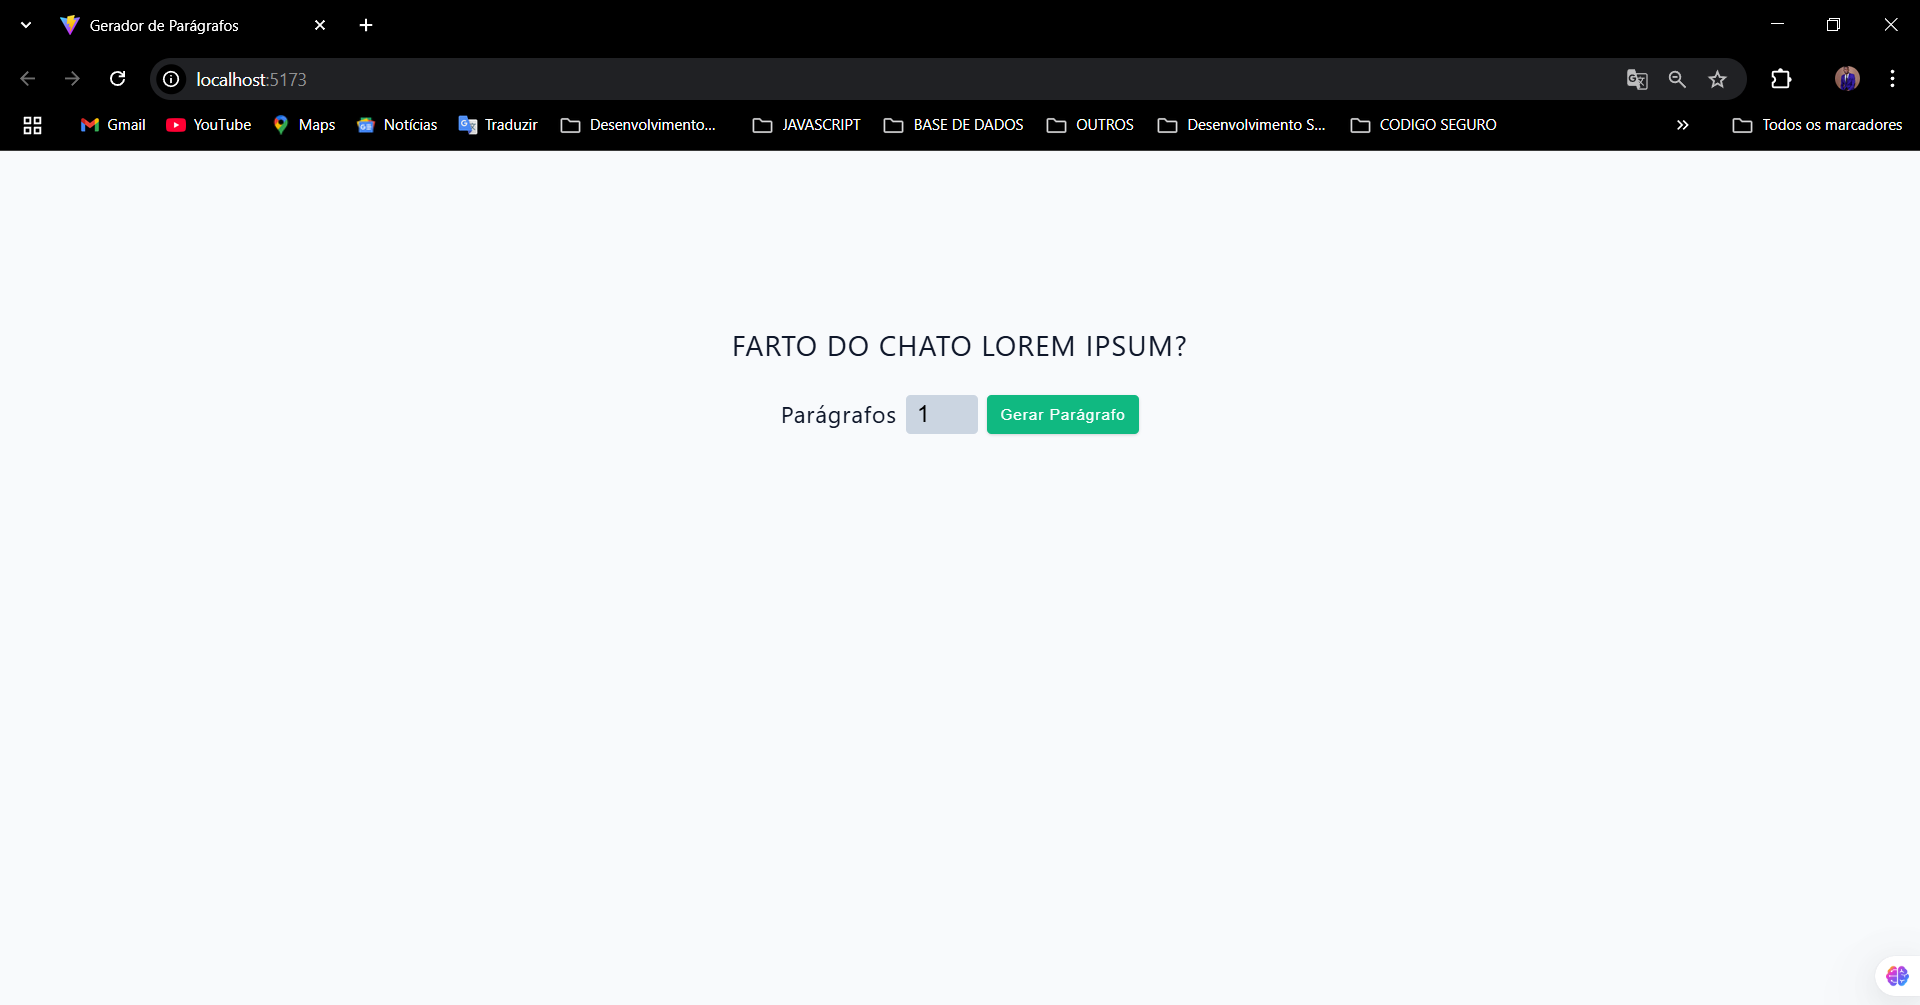 Gerador de Parágrafos
localhost:5173
Gmail YouTube Maps Notícias Traduzir Desenvolvimento... JAVASCRIPT BASE DE DADOS OUTROS Desenvolvimento S... CODIGO SEGURO Todos os marcadores
FARTO DO CHATO LOREM IPSUM?
Parágrafos 1 Gerar Parágrafo